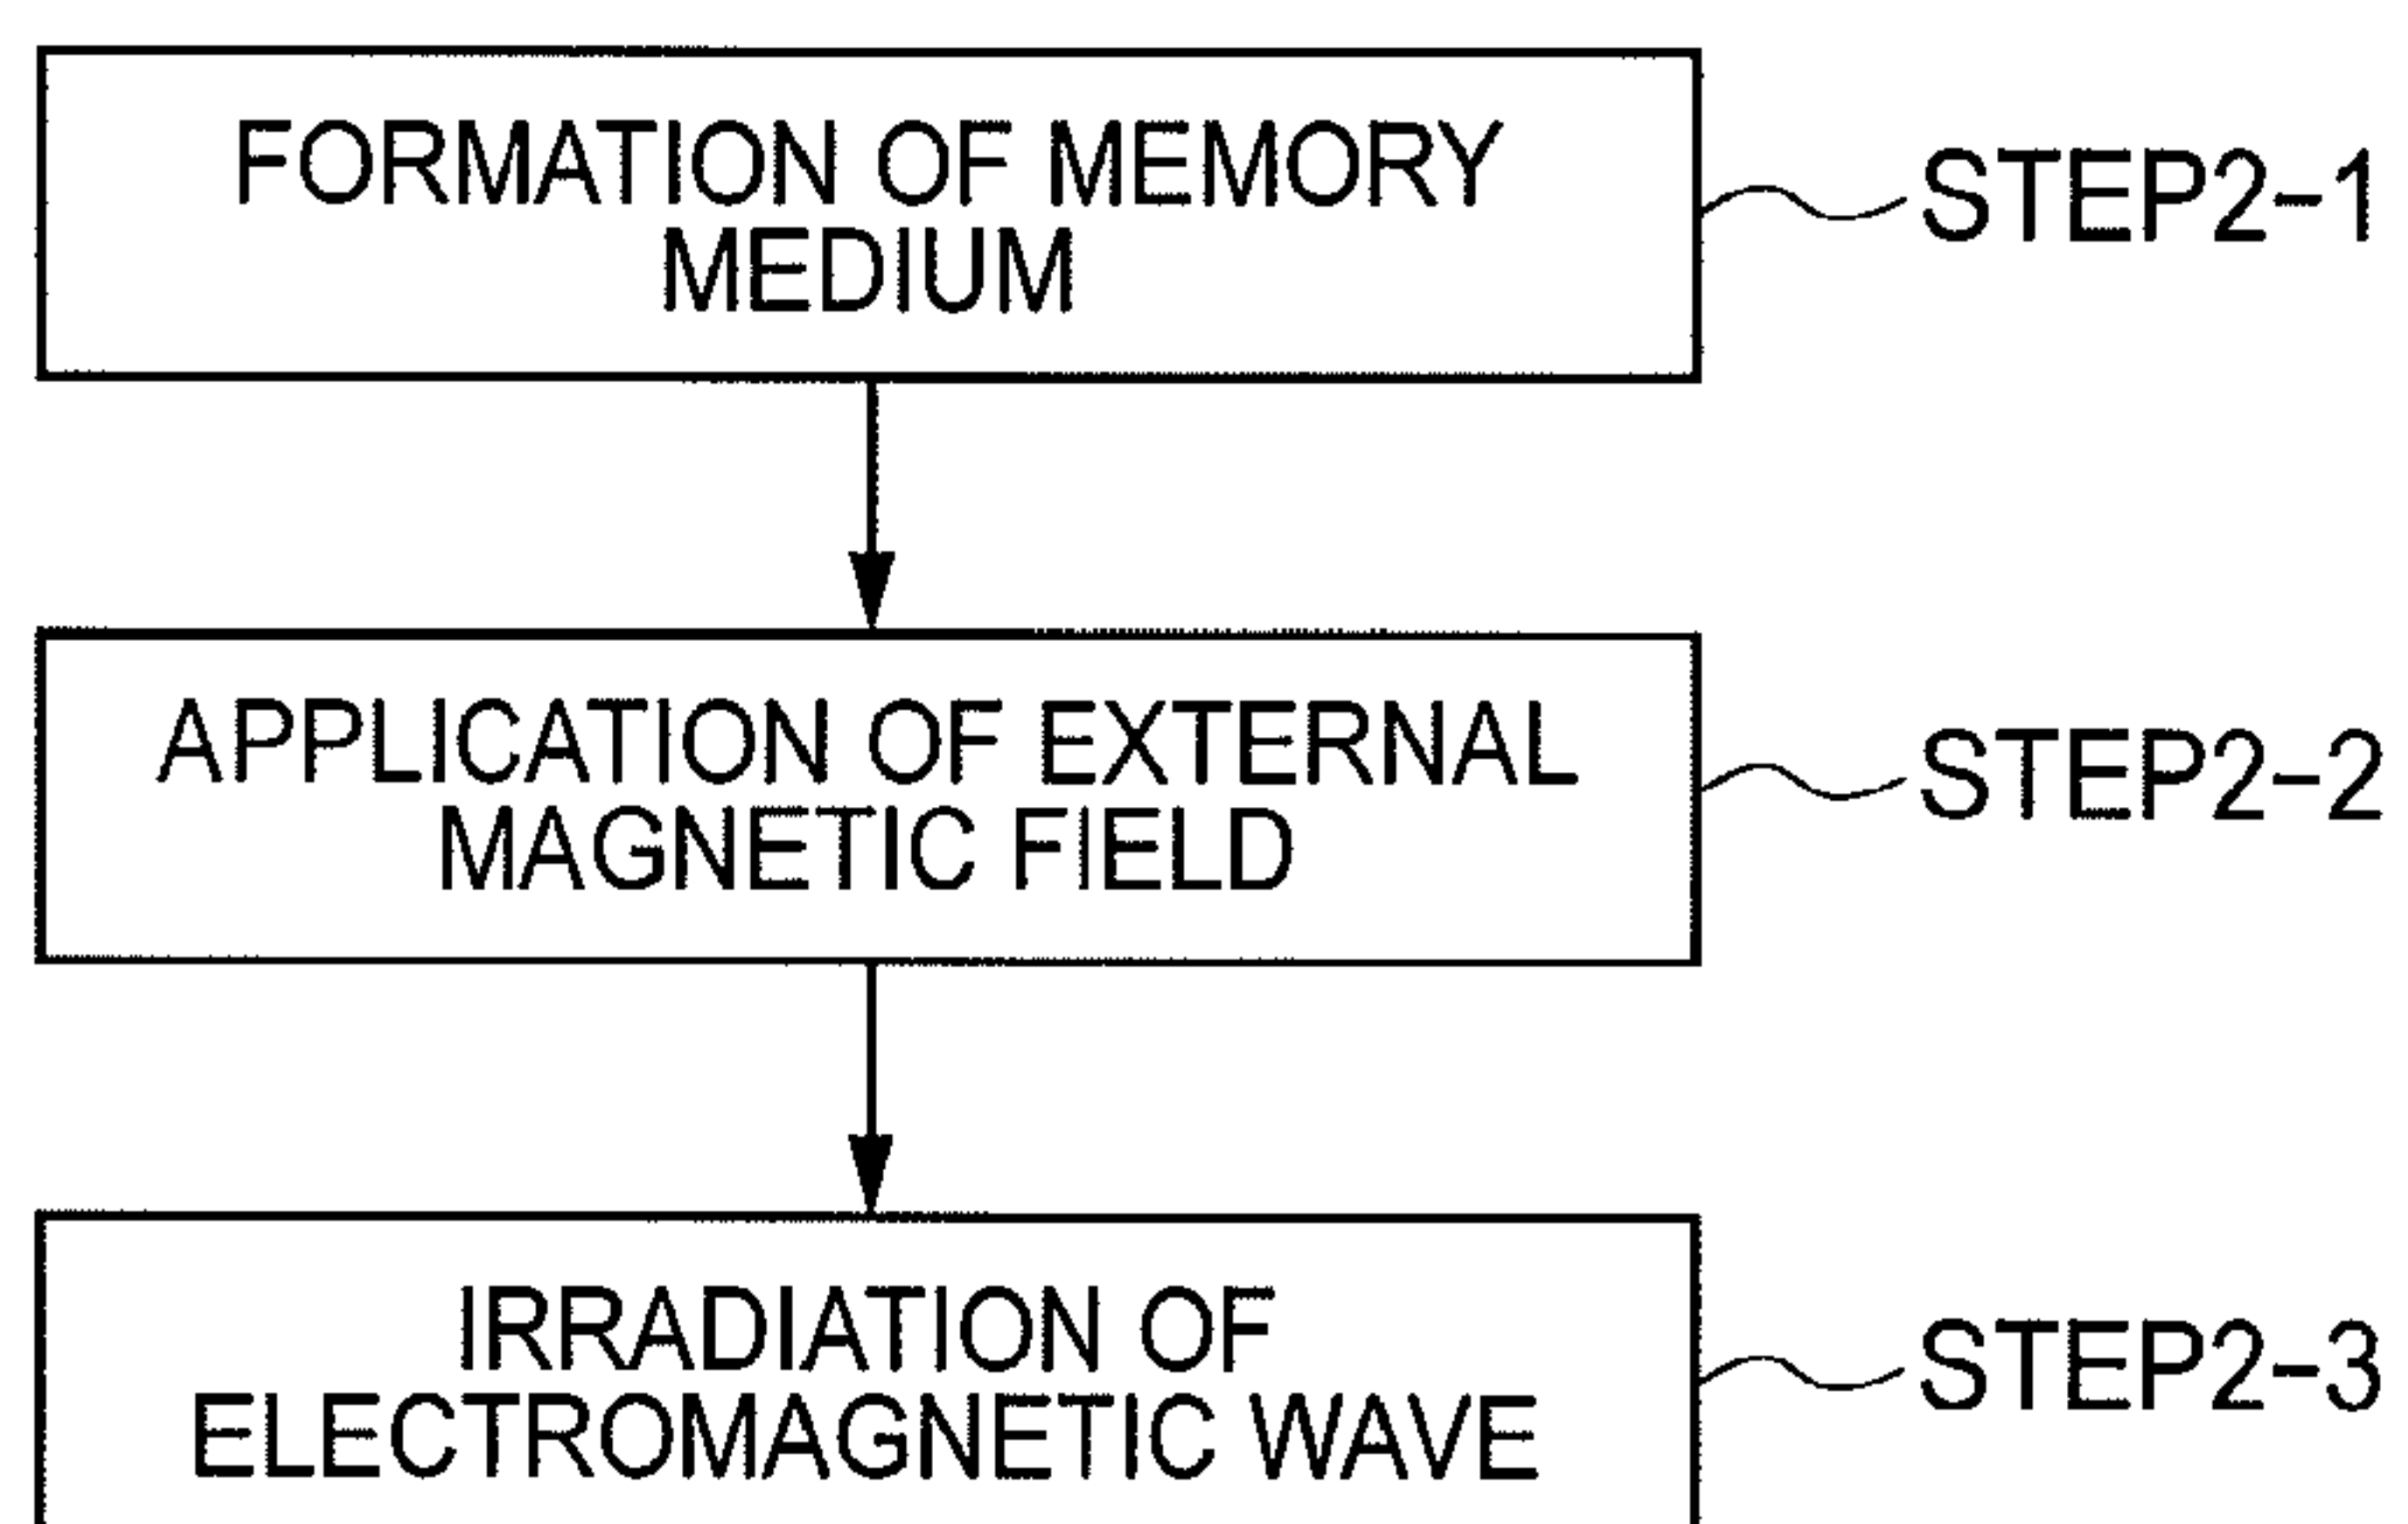 FORMATION OF MEMORY
MEDIUM
STEP2-1
APPLICATION OF EXTERNAL
MAGNETIC FIELD
STEP2-2
IRRADIATION OF
ELECTROMAGNETIC WAVE
STEP2-3